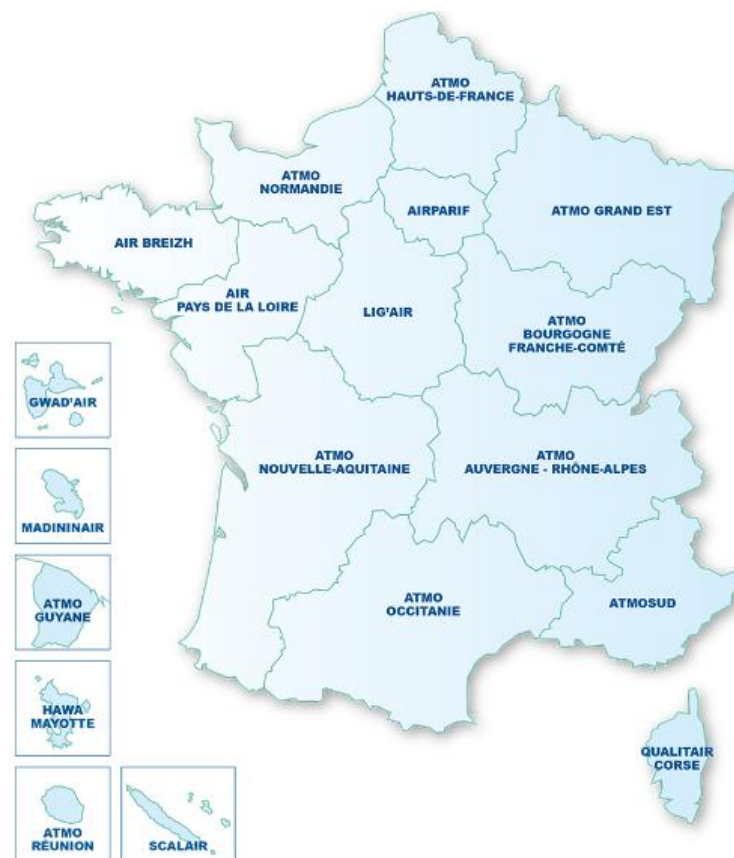 ATMO
HAUTS-DE-FRANCE
ATMO
NORMANDIE
AIRPARIF
ATMO GRAND EST
AIR BREIZH
AIR
PAYS DE LA LOIRE
LIG'AIR
ATMO
BOURGOGNE
FRANCHE-COMTÉ
GWAD'AIR
ATMO
NOUVELLE-AQUITAINE
ATMO
AUVERGNE - RHÔNE-ALPES
MADININAIR
ATMO
GUYANE
ATMO
OCCITANIE
ATMOSUD
HAWA
MAYOTTE
QUALITAIR
CORSE
ATMO
RÉUNION
SCALAIR